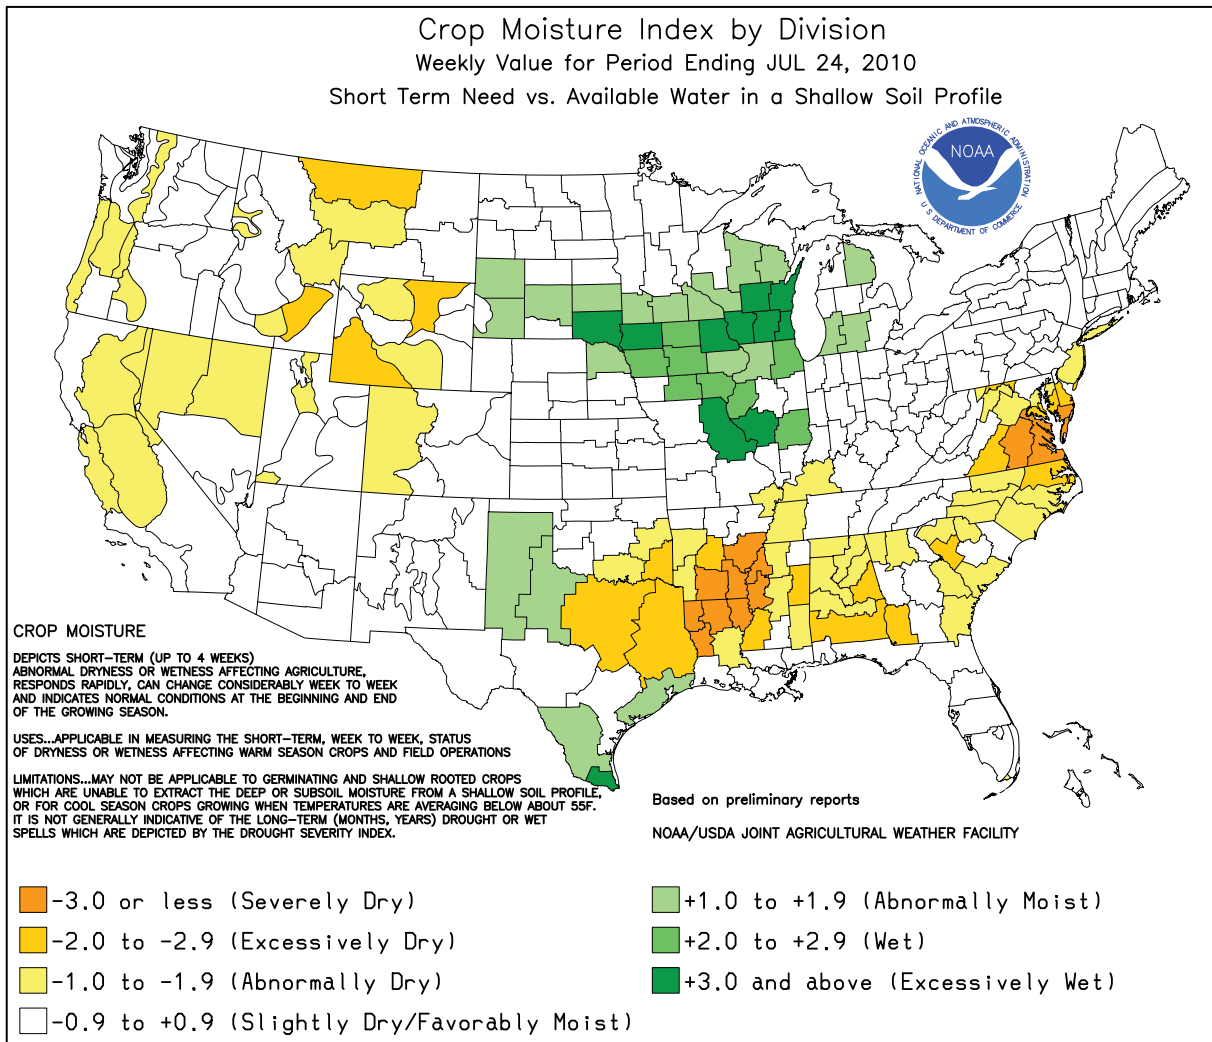 Crop Moisture Index by Division
Weekly Value for Period Ending JUL 24, 2010
Short Term Need vs. Available Water in a Shallow Soil Profile
NATIONAL OCEANIC AND ATMOSPHERIC ADMINISTRATION
NOAA
U S DEPARTMENT OF COMMERCE
CROP MOISTURE
DEPICTS SHORT-TERM (UP TO 4 WEEKS)
ABNORMAL DRYNESS OR WETNESS AFFECTING AGRICULTURE,
RESPONDS RAPIDLY, CAN CHANGE CONSIDERABLY WEEK TO WEEK
AND INDICATES NORMAL CONDITIONS AT THE BEGINNING AND END
OF THE GROWING SEASON.
USES...APPLICABLE IN MEASURING THE SHORT-TERM, WEEK TO WEEK, STATUS
OF DRYNESS OR WETNESS AFFECTING WARM SEASON CROPS AND FIELD OPERATIONS
LIMITATIONS...MAY NOT BE APPLICABLE TO GERMINATING AND SHALLOW ROOTED CROPS
WHICH ARE UNABLE TO EXTRACT THE DEEP OR SUBSOIL MOISTURE FROM A SHALLOW SOIL PROFILE,
OR FOR COOL SEASON CROPS GROWING WHEN TEMPERATURES ARE AVERAGING BELOW ABOUT 55F.
IT IS NOT GENERALLY INDICATIVE OF THE LONG-TERM (MONTHS, YEARS) DROUGHT OR WET
SPELLS WHICH ARE DEPICTED BY THE DROUGHT SEVERITY INDEX.
Based on preliminary reports
NOAA/USDA JOINT AGRICULTURAL WEATHER FACILITY
-3.0 or less (Severely Dry)
-2.0 to -2.9 (Excessively Dry)
-1.0 to -1.9 (Abnormally Dry)
-0.9 to +0.9 (Slightly Dry/Favorably Moist)
+1.0 to +1.9 (Abnormally Moist)
+2.0 to +2.9 (Wet)
+3.0 and above (Excessively Wet)